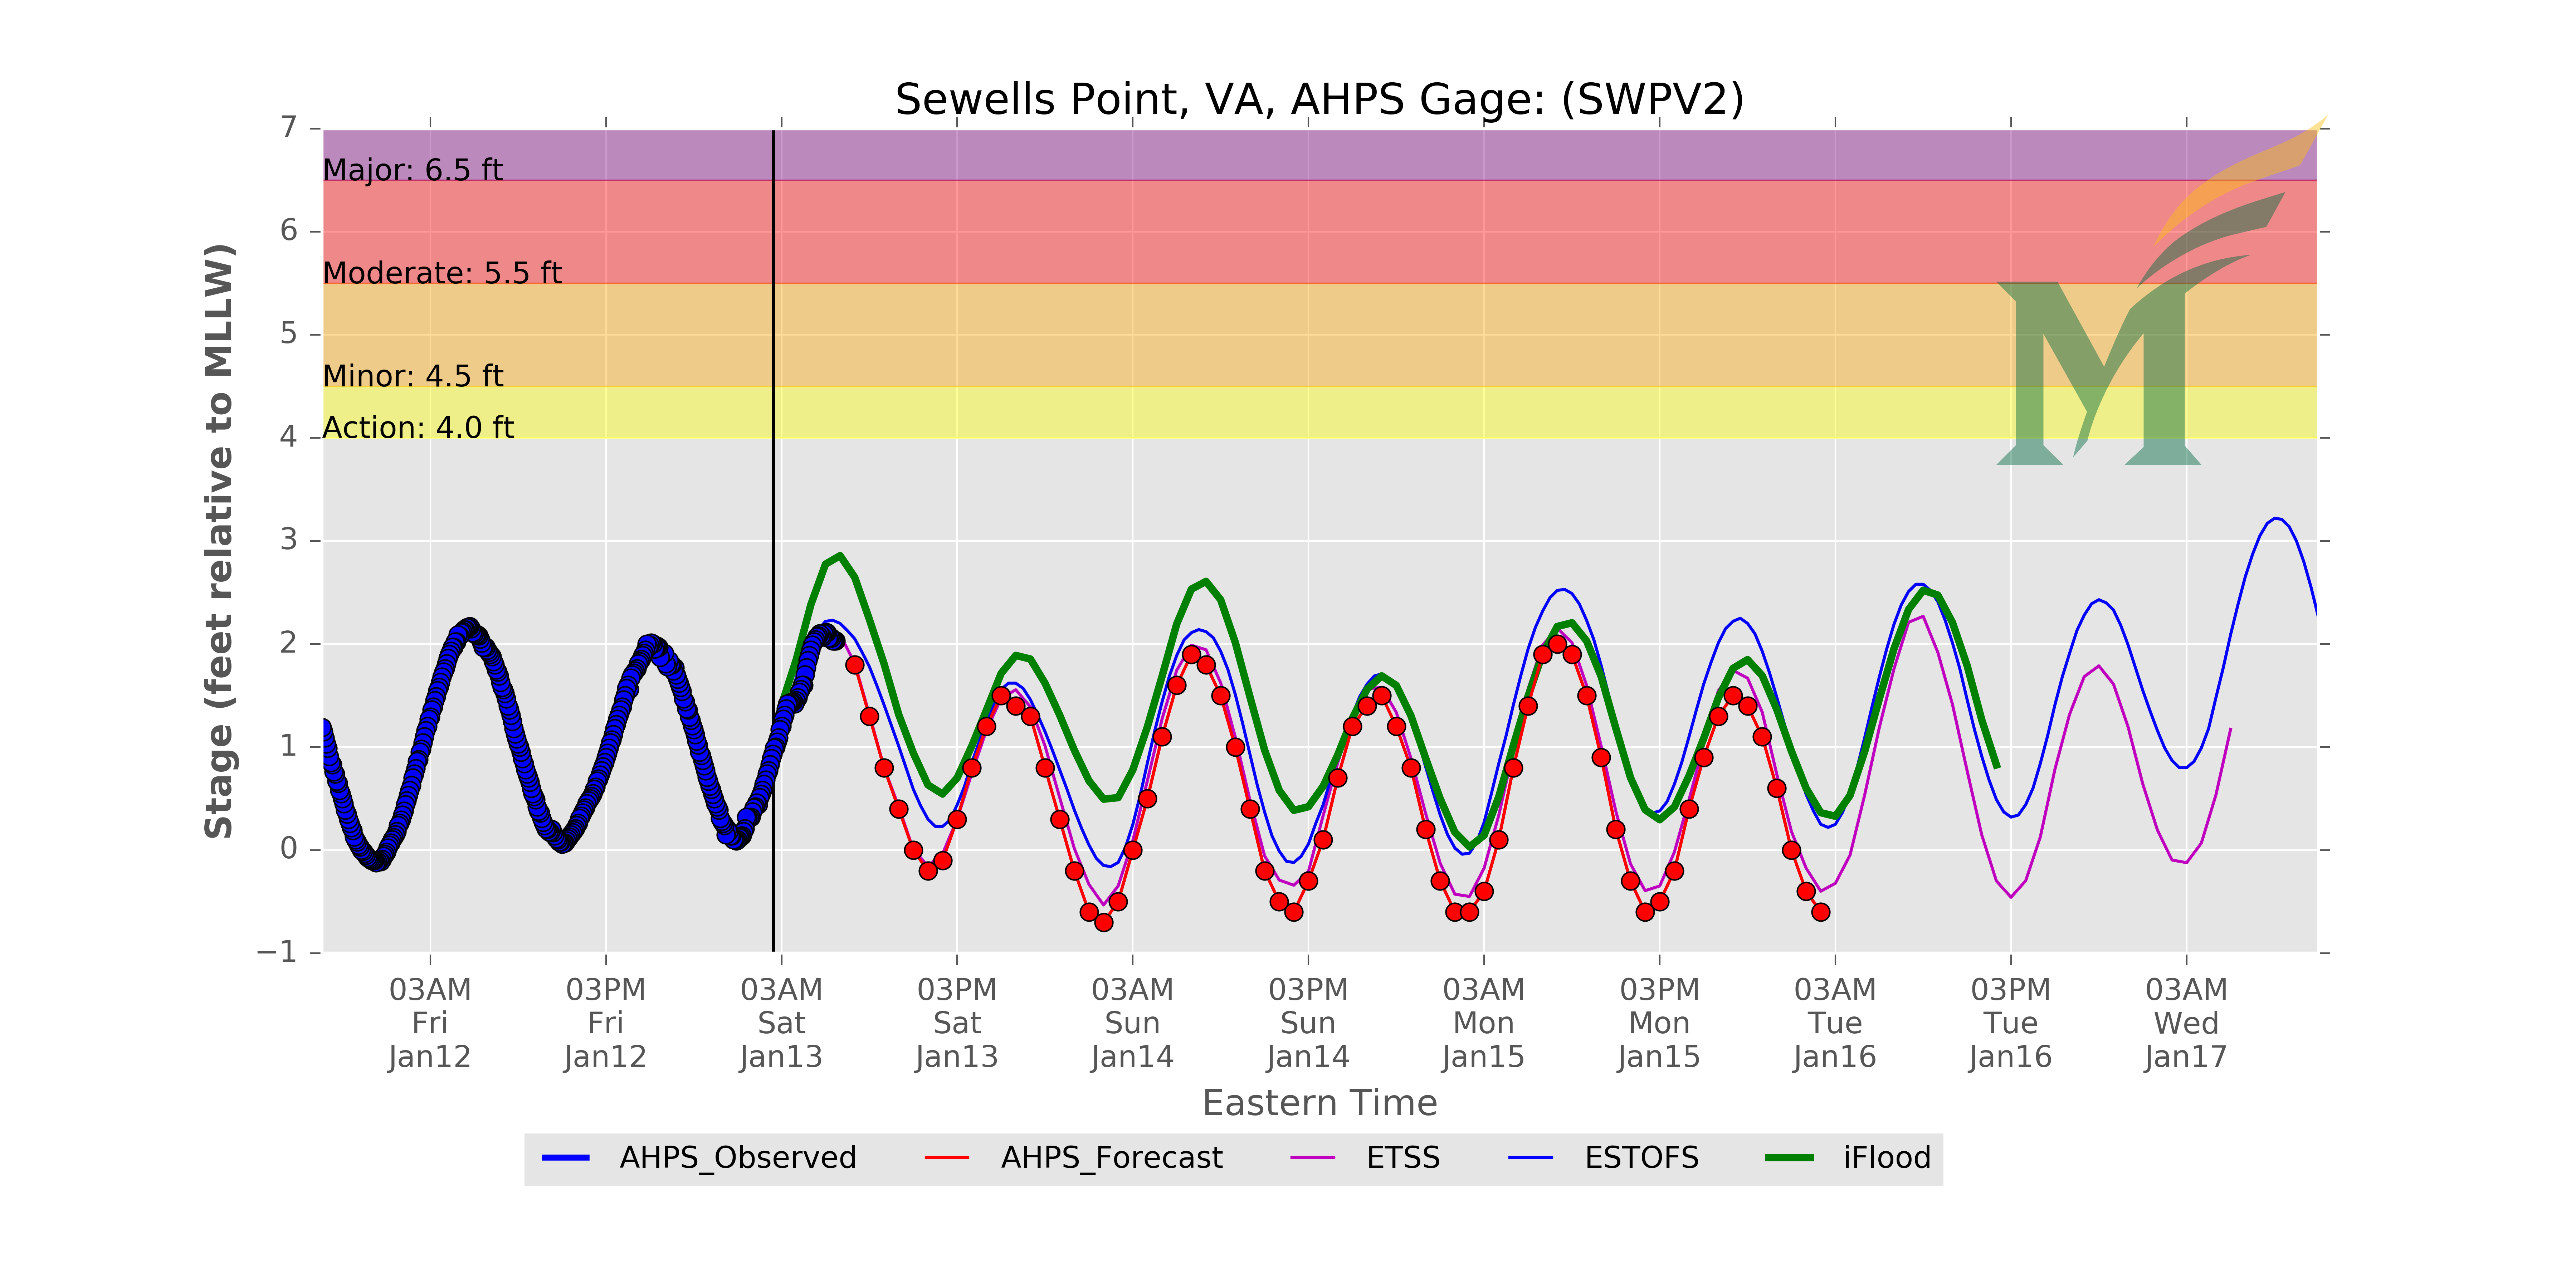 Sewells Point, VA, AHPS Gage: (SWPV2)
Stage (feet relative to MLLW)
7
6
5
4
3
2
1
0
−1
Major: 6.5 ft
Moderate: 5.5 ft
Minor: 4.5 ft
Action: 4.0 ft
M
03AM 03PM 03AM 03PM 03AM 03PM 03AM 03PM 03AM 03PM 03AM
Fri Fri Sat Sat Sun Sun Mon Mon Tue Tue Wed
Jan12 Jan12 Jan13 Jan13 Jan14 Jan14 Jan15 Jan15 Jan16 Jan16 Jan17
Eastern Time
AHPS_Observed AHPS_Forecast ETSS ESTOFS iFlood